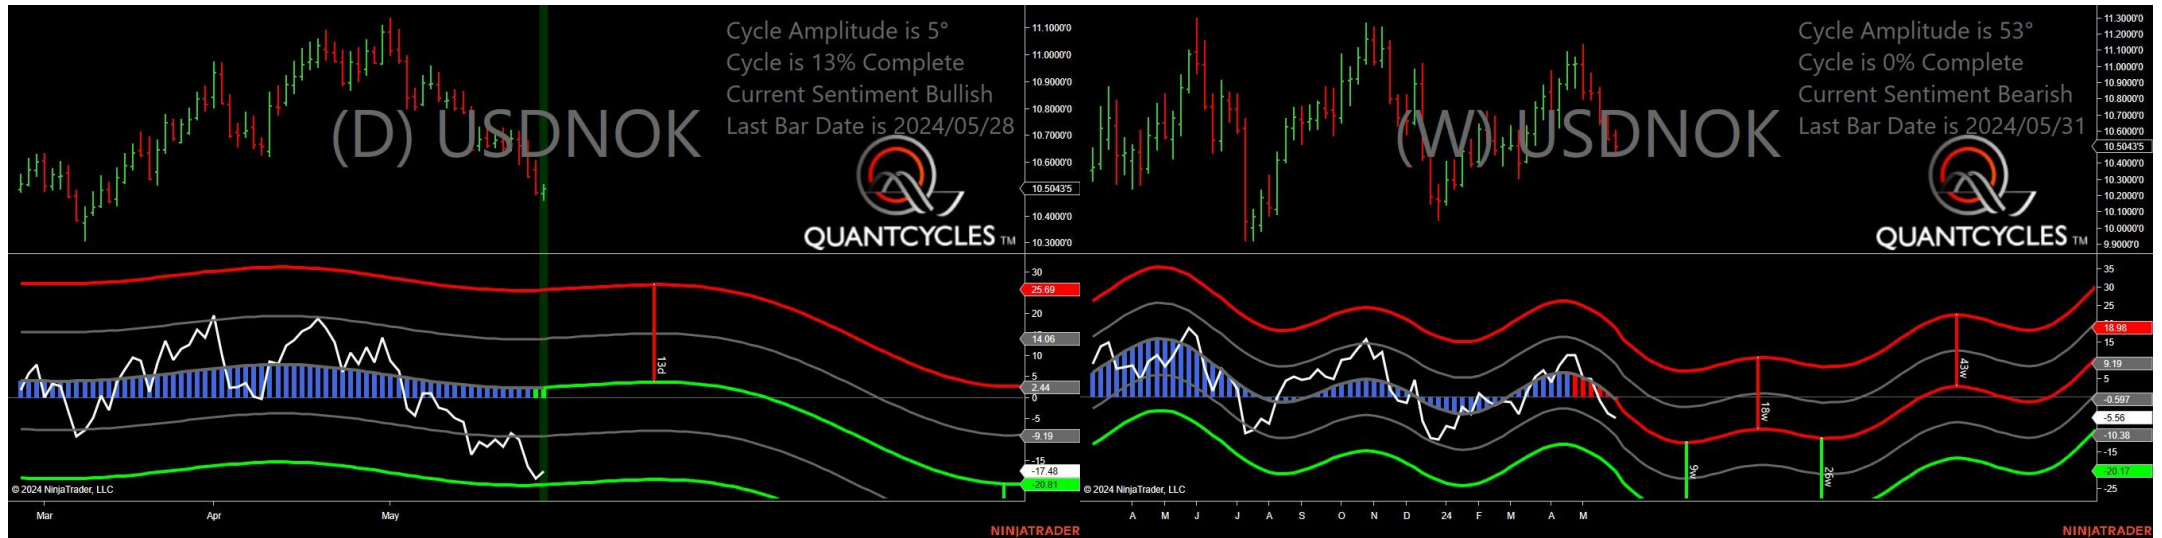 Cycle Amplitude is 5°
Cycle is 13% Complete
Current Sentiment Bullish
Last Bar Date is 2024/05/28
(D) USDNOK
QUANTCYCLES TM
11.1000'0
11.0000'0
10.9000'0
10.8000'0
10.7000'0
10.6000'0
10.5043'5
10.4000'0
10.3000'0
30
25.69
20
14.06
10
5
2.44
0
-5
-9.19
-15
-17.48
-20.81
13d
© 2024 NinjaTrader, LLC
Mar Apr May
NINJATRADER
Cycle Amplitude is 53°
Cycle is 0% Complete
Current Sentiment Bearish
Last Bar Date is 2024/05/31
(W) USDNOK
QUANTCYCLES TM
11.3000'0
11.2000'0
11.1000'0
11.0000'0
10.9000'0
10.8000'0
10.7000'0
10.6000'0
10.5043'5
10.4000'0
10.3000'0
10.2000'0
10.1000'0
10.0000'0
9.9000'0
35
30
25
18.98
15
9.19
5
-0.597
-5.56
-10.38
-20.17
-25
9w
18w
26w
43w
© 2024 NinjaTrader, LLC
A M J J A S O N D 24 F M A M
NINJATRADER